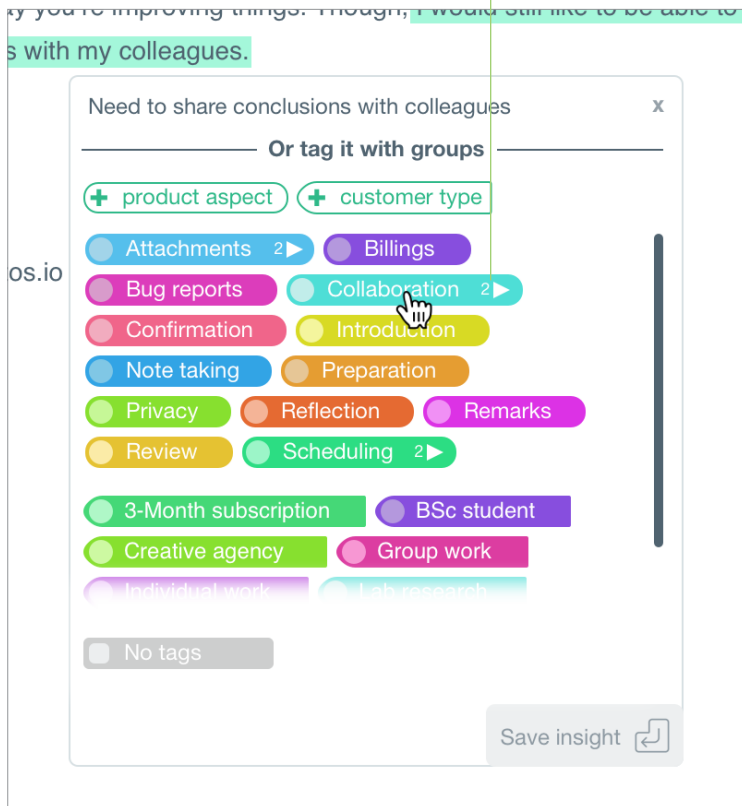 ay you're improving things. Though, I would still like to be able to
s with my colleagues.
Need to share conclusions with colleagues x
Or tag it with groups
+ product aspect + customer type
Attachments 2 Billings
os.io
Bug reports Collaboration 2
Confirmation Introduction
Note taking Preparation
Privacy Reflection Remarks
Review Scheduling 2
3-Month subscription BSc student
Creative agency Group work
Individual work Lab research
No tags
Save insight